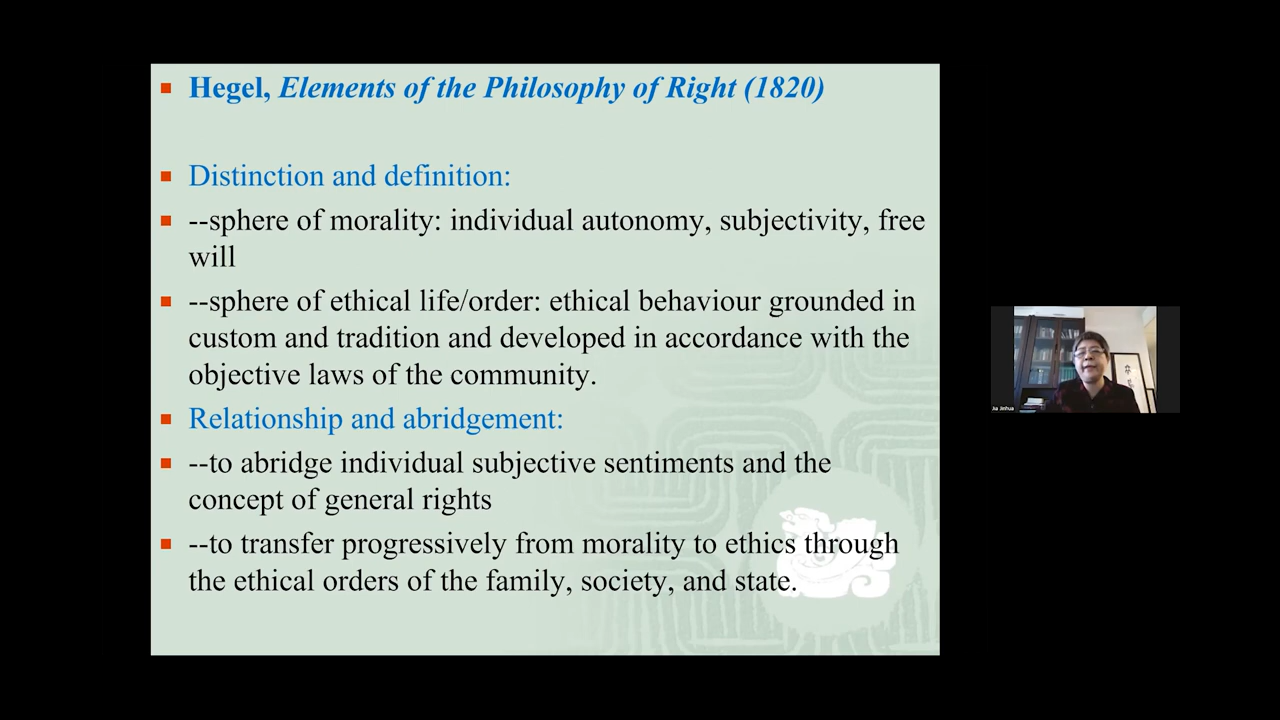 Hegel, Elements of the Philosophy of Right (1820)
Distinction and definition:
--sphere of morality: individual autonomy, subjectivity, free
will
--sphere of ethical life/order: ethical behaviour grounded in
custom and tradition and developed in accordance with the
objective laws of the community.
Relationship and abridgement:
--to abridge individual subjective sentiments and the
concept of general rights
--to transfer progressively from morality to ethics through
the ethical orders of the family, society, and state.
Jia Jinhua